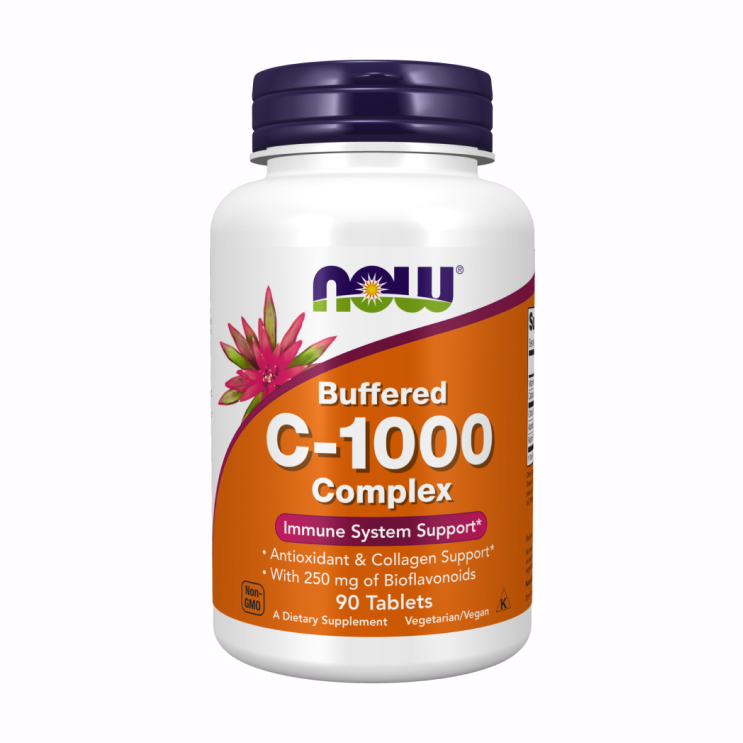 NOW®
Buffered
C-1000
Complex
Immune System Support*
• Antioxidant & Collagen Support*
• With 250 mg of Bioflavonoids
90 Tablets
Non-
GMO
A Dietary Supplement Vegetarian/Vegan
K